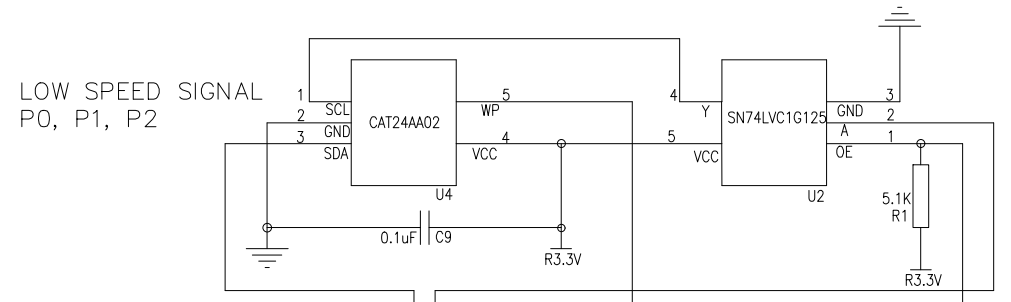 LOW SPEED SIGNAL
P0, P1, P2
1
SCL
2
GND
3
SDA
CAT24AA02
U4
5
WP
4
VCC
0.1uF
C9
R3.3V
4
Y
5
VCC
SN74LVC1G125
U2
3
GND
2
A
1
OE
5.1K
R1
R3.3V